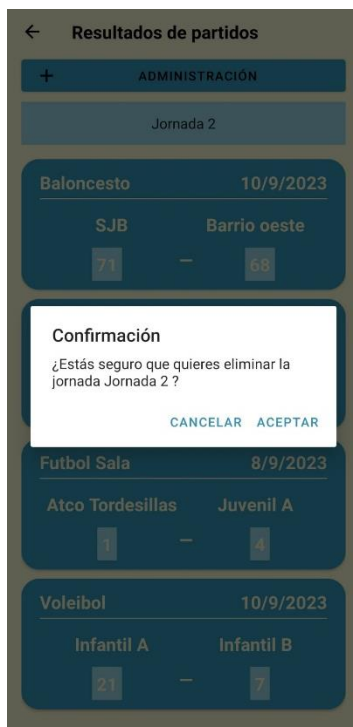 Resultados de partidos
+ ADMINISTRACIÓN
Jornada 2
Baloncesto 10/9/2023
SJB Barrio oeste
71 – 68
Confirmación
¿Estás seguro que quieres eliminar la
jornada Jornada 2 ?
CANCELAR ACEPTAR
Futbol Sala 8/9/2023
Atco Tordesillas Juvenil A
1 – 4
Voleibol 10/9/2023
Infantil A Infantil B
21 – 7